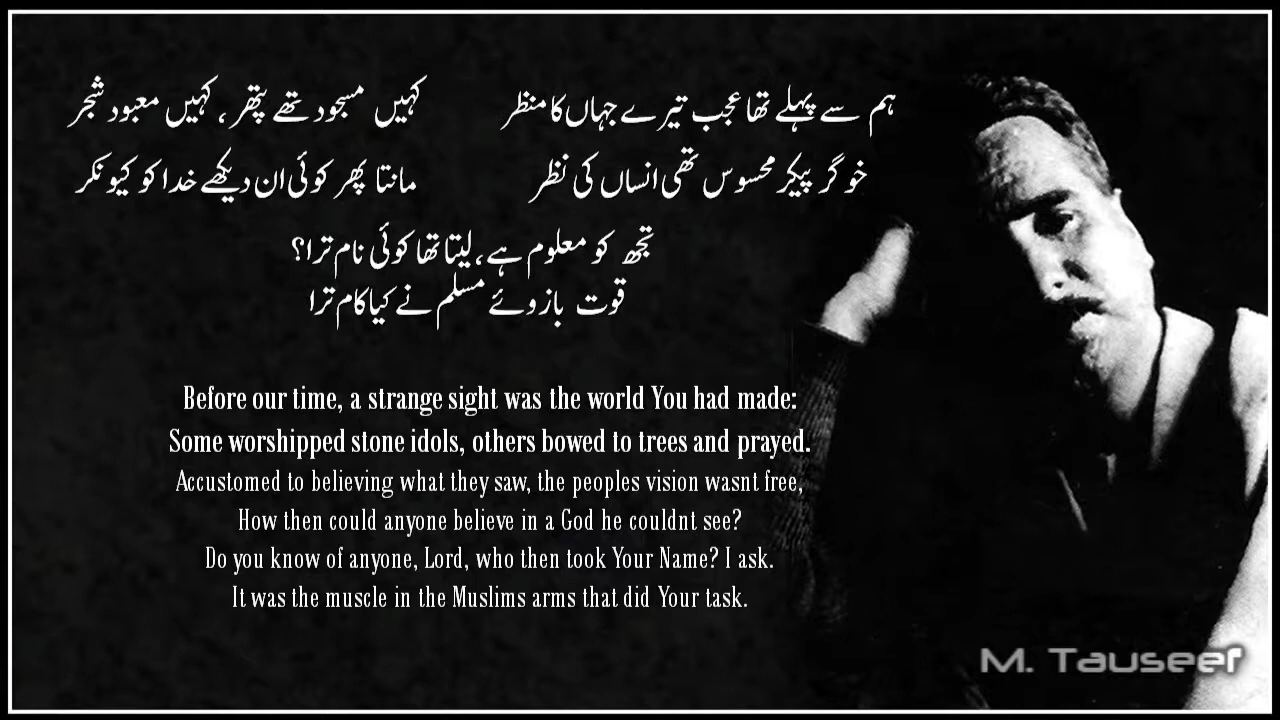 ہم سے پہلے تھا عجب تیرے جہاں کا منظر کہیں مسجود تھے پتھر، کہیں معبود شجر
خوگر پیکر محسوس تھی انساں کی نظر مانتا پھر کوئی ان دیکھے خدا کو کیونکر
تجھ کو معلوم ہے، لیتا تھا کوئی نام ترا؟
قوت بازوئے مسلم نے کیا کام ترا
Before our time, a strange sight was the world You had made:
Some worshipped stone idols, others bowed to trees and prayed.
Accustomed to believing what they saw, the peoples vision wasnt free,
How then could anyone believe in a God he couldnt see?
Do you know of anyone, Lord, who then took Your Name? I ask.
It was the muscle in the Muslims arms that did Your task.
M. Tauseef